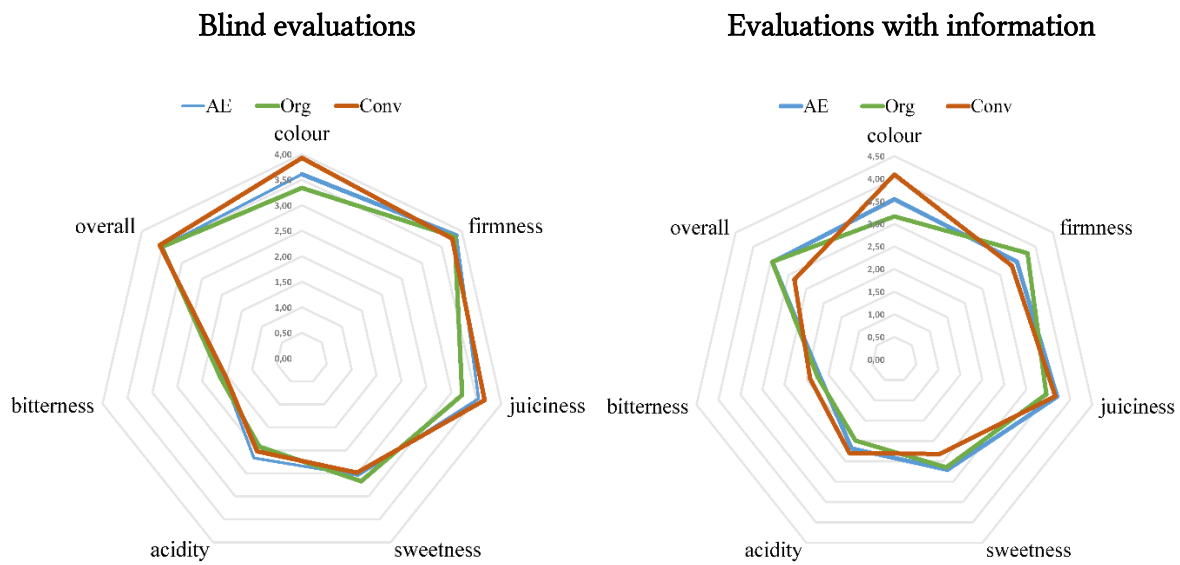 Blind evaluations
AE Org Conv
colour
4,00
3,50
3,00
2,50
2,00
1,50
1,00
0,50
0,00
overall
firmness
bitterness
juiciness
acidity
sweetness
Evaluations with information
AE Org Conv
colour
4,50
4,00
3,50
3,00
2,50
2,00
1,50
1,00
0,50
0,00
overall
firmness
bitterness
juiciness
acidity
sweetness